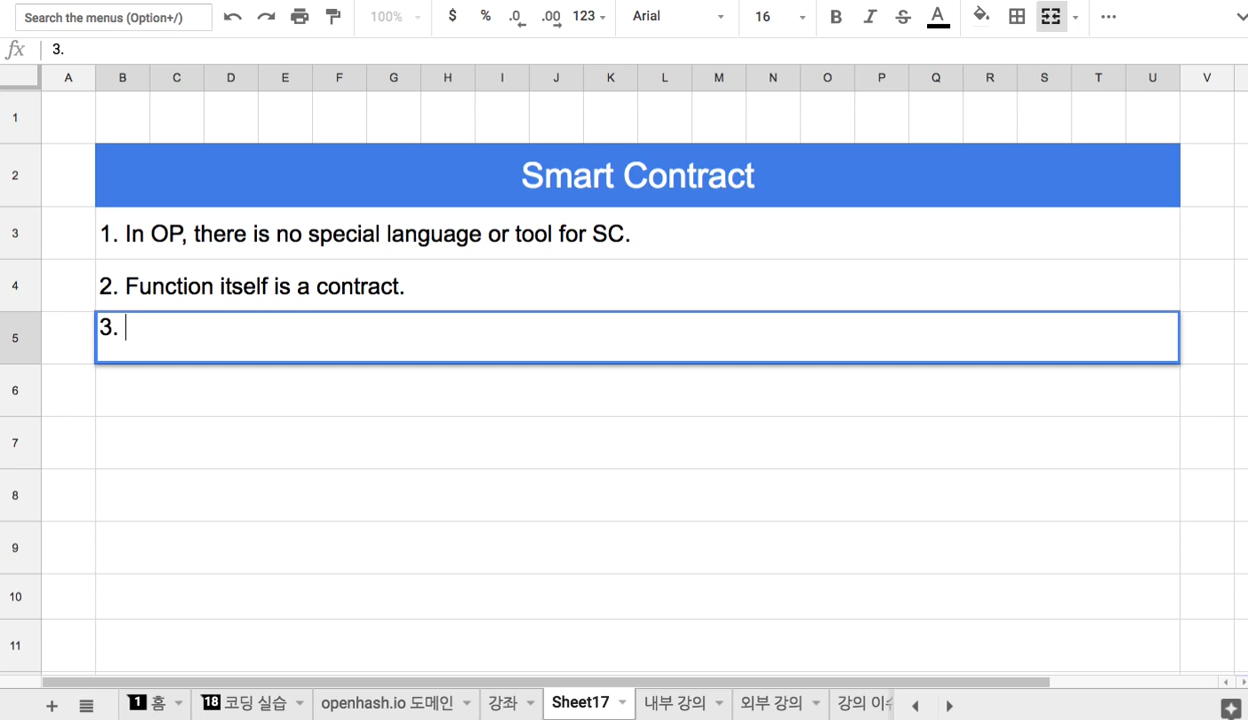 Search the menus (Option+/) 100% $ % .0 .00 123 Arial 16 B I S A
fx 3.
A B C D E F G H I J K L M N O P Q R S T U V
1
2 Smart Contract
3 1. In OP, there is no special language or tool for SC.
4 2. Function itself is a contract.
5 3.
6
7
8
9
10
11
1 홈 18 코딩 실습 openhash.io 도메인 강좌 Sheet17 내부 강의 외부 강의 강의 이